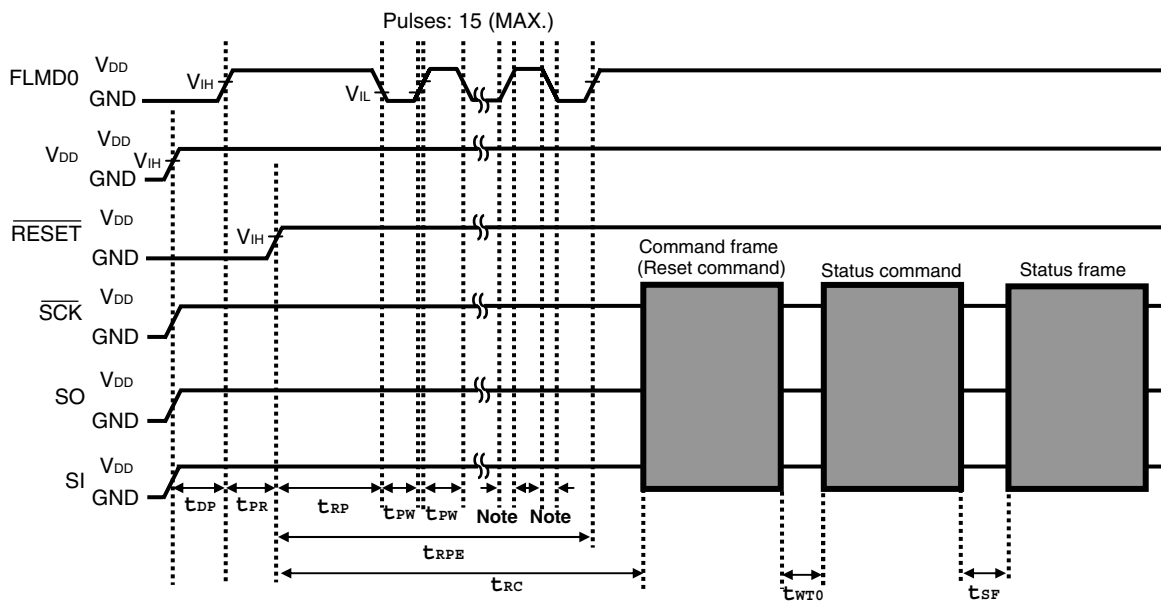 Pulses: 15 (MAX.)
FLMD0
VDD
GND
VIH
VIL
VDD
VDD
GND
VIH
RESET
VDD
GND
VIH
SCK
VDD
GND
SO
VDD
GND
SI
VDD
GND
Command frame
(Reset command)
Status command
Status frame
tDP
tPR
tRP
tPW
tPW
Note
Note
tRPE
tRC
tWT0
tSF